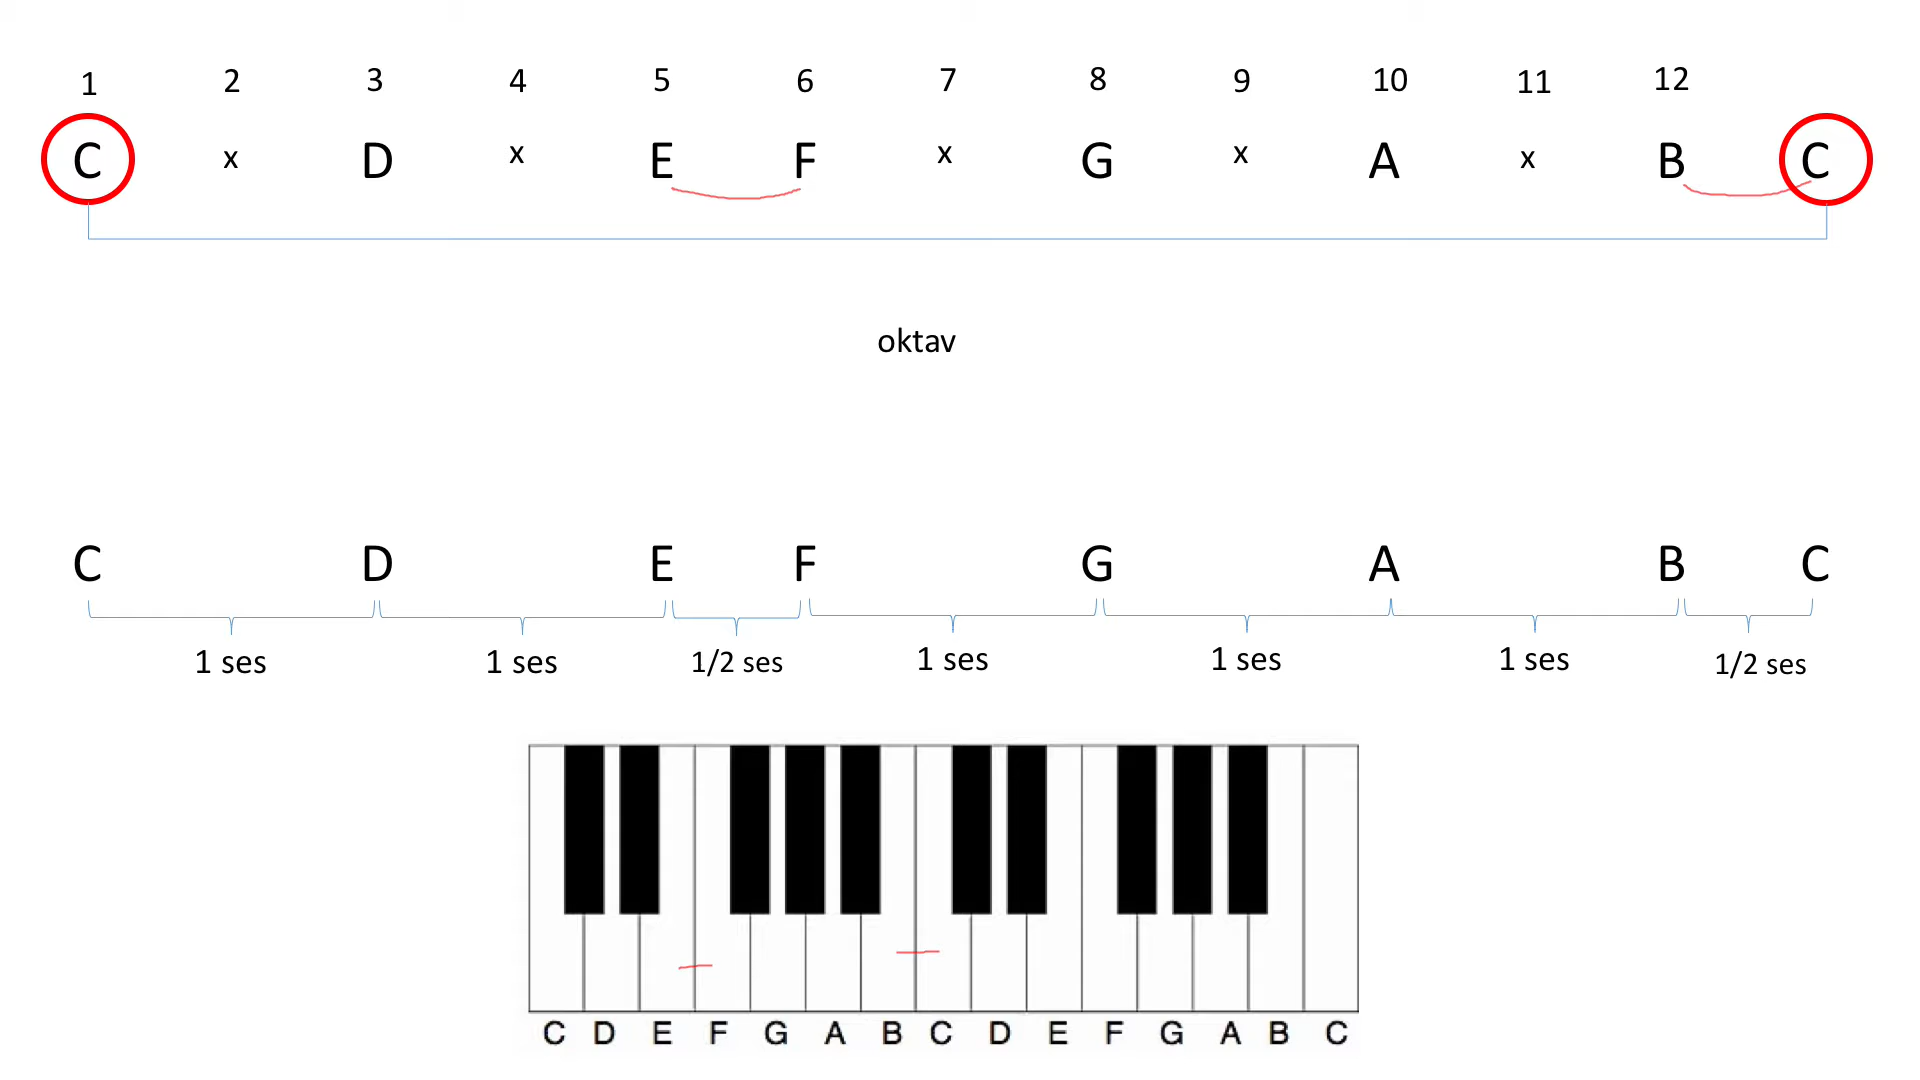 1 2 3 4 5 6 7 8 9 10 11 12
C x D x E F x G x A x B C
oktav
C D E F G A B C
1 ses 1 ses 1/2 ses 1 ses 1 ses 1 ses 1/2 ses
C D E F G A B C D E F G A B C